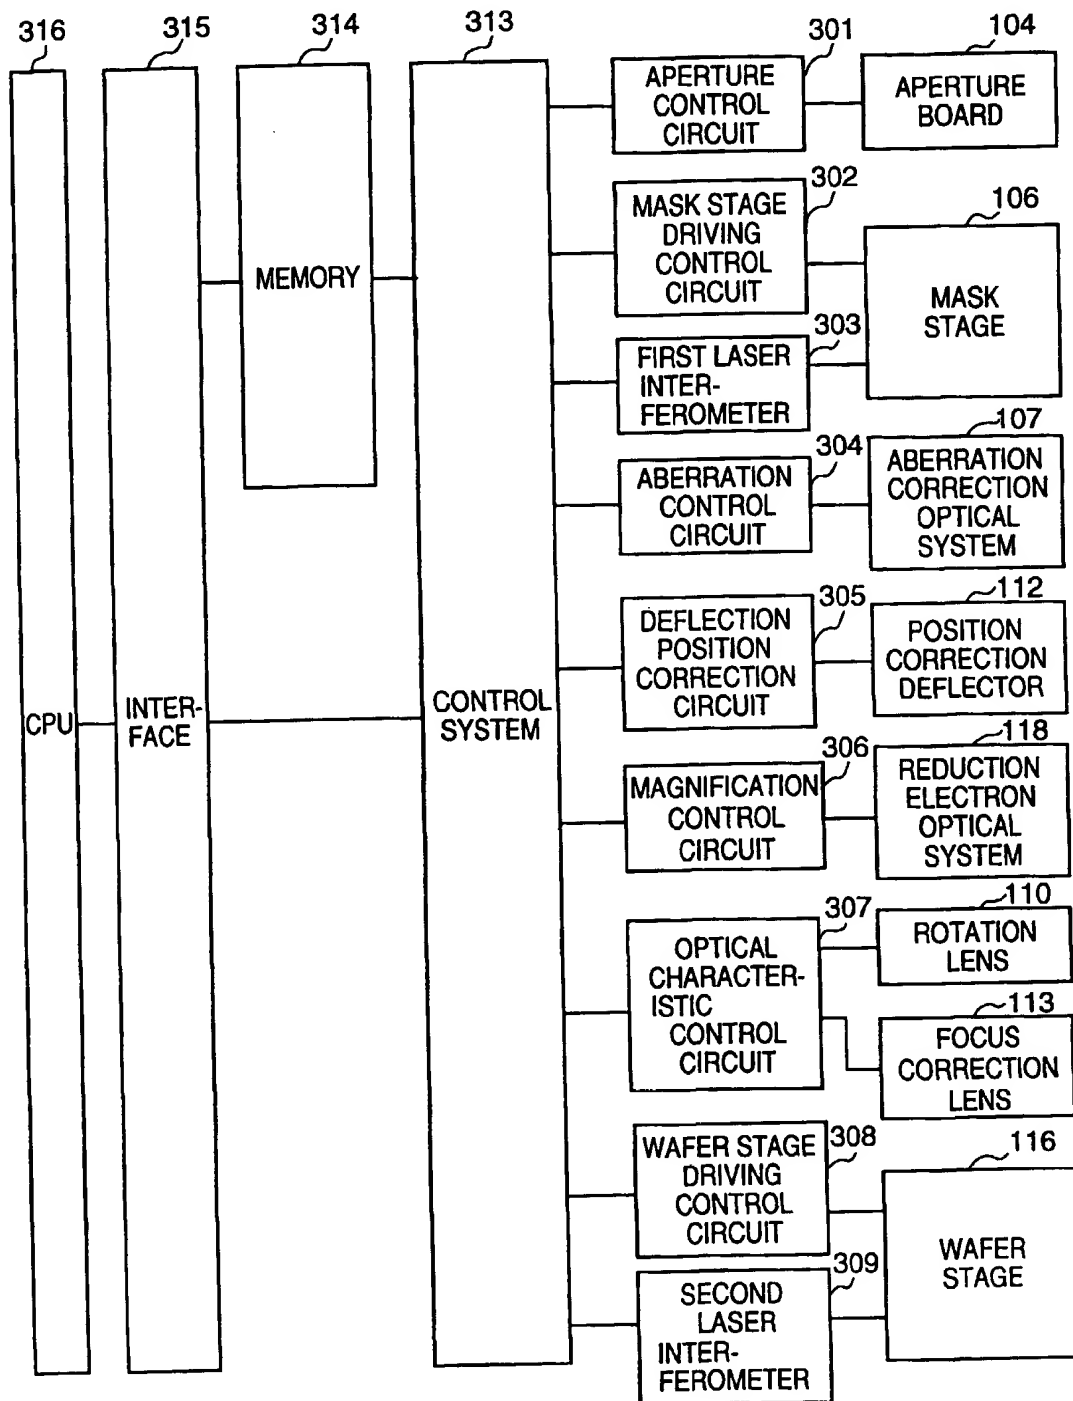 316
315
314
313
301
104
APERTURE
CONTROL
CIRCUIT
APERTURE
BOARD
302
106
MASK STAGE
DRIVING
CONTROL
CIRCUIT
MASK
STAGE
MEMORY
303
FIRST LASER
INTER-
FEROMETER
107
304
ABERRATION
CONTROL
CIRCUIT
ABERRATION
CORRECTION
OPTICAL
SYSTEM
305
112
DEFLECTION
POSITION
CORRECTION
CIRCUIT
POSITION
CORRECTION
DEFLECTOR
CPU
INTER-
FACE
CONTROL
SYSTEM
306
118
MAGNIFICATION
CONTROL
CIRCUIT
REDUCTION
ELECTRON
OPTICAL
SYSTEM
307
110
OPTICAL
CHARACTER-
ISTIC
CONTROL
CIRCUIT
ROTATION
LENS
113
FOCUS
CORRECTION
LENS
308
116
WAFER STAGE
DRIVING
CONTROL
CIRCUIT
WAFER
STAGE
309
SECOND
LASER
INTER-
FEROMETER